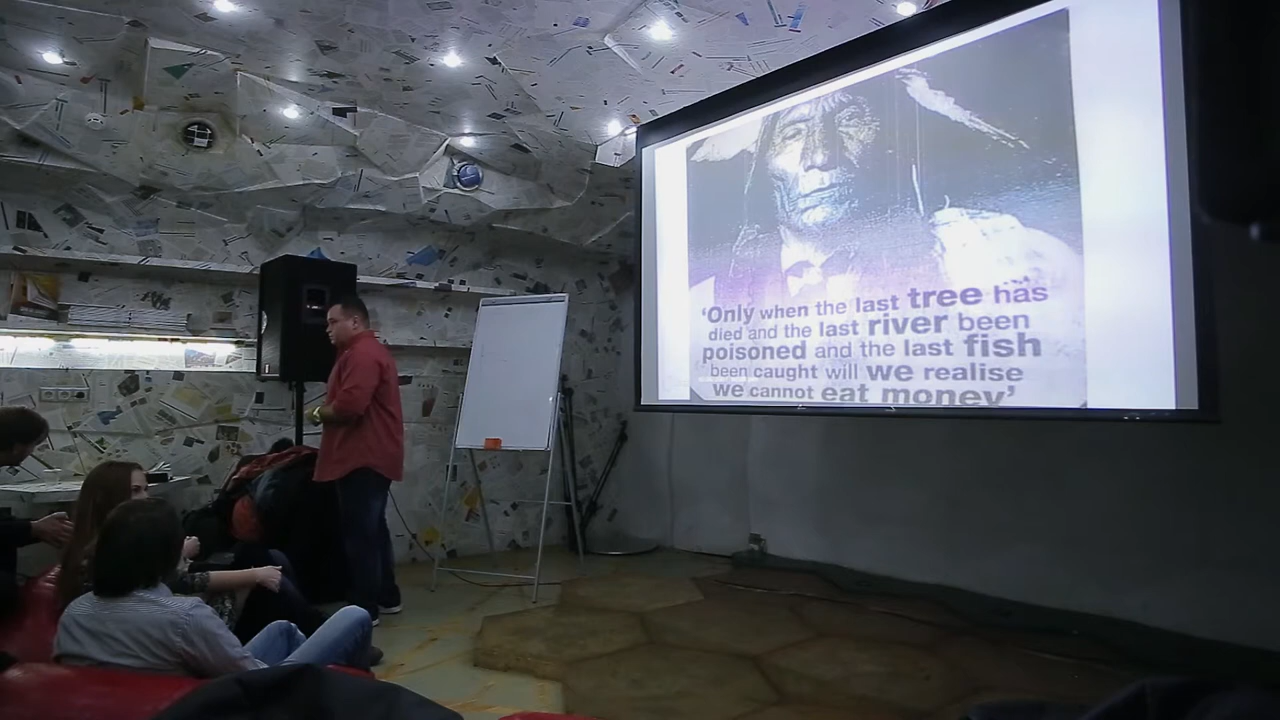 ‘Only when the last tree has
died and the last river been
poisoned and the last fish
been caught will we realise
we cannot eat money’